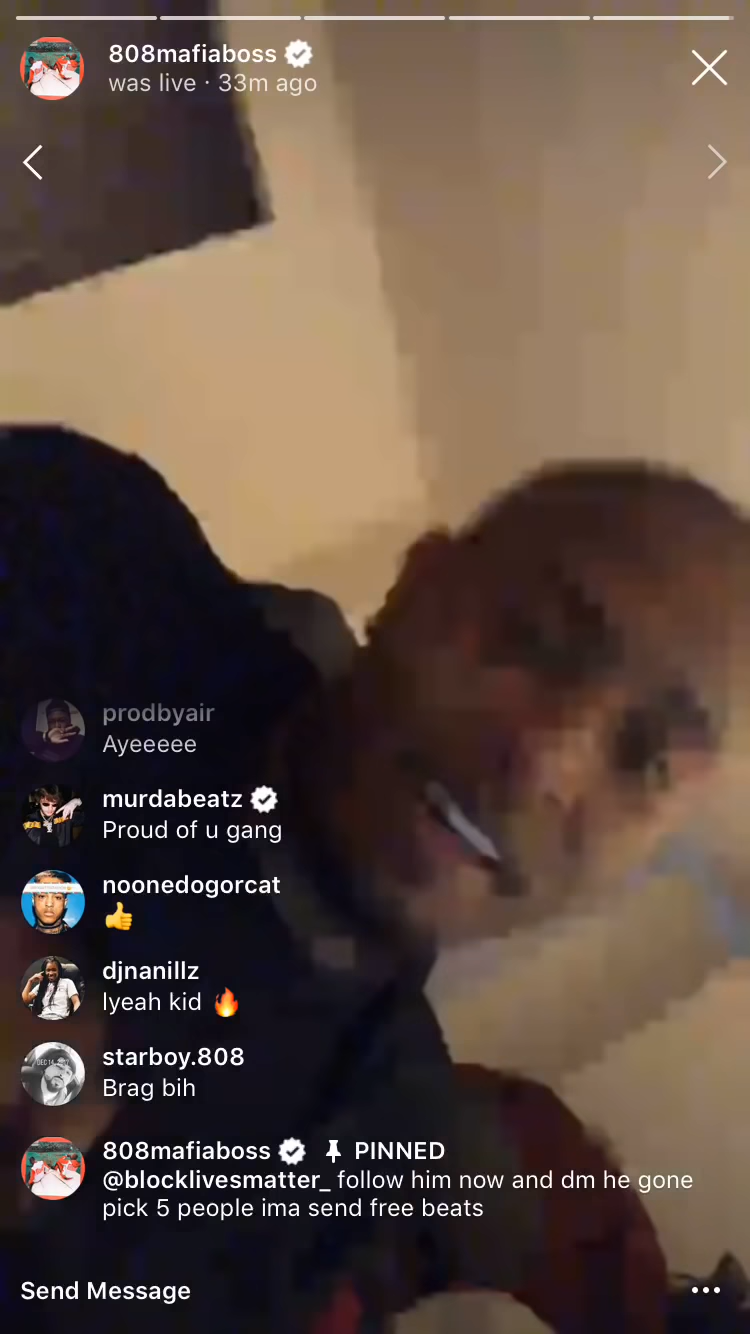 808mafiaboss
was live · 33m ago
prodbyair
Ayeeeee
murdabeatz
Proud of u gang
noonedogorcat
👍
djnanillz
lyeah kid 🔥
starboy.808
Brag bih
808mafiaboss PINNED
@blocklivesmatter_ follow him now and dm he gone
pick 5 people ima send free beats
Send Message